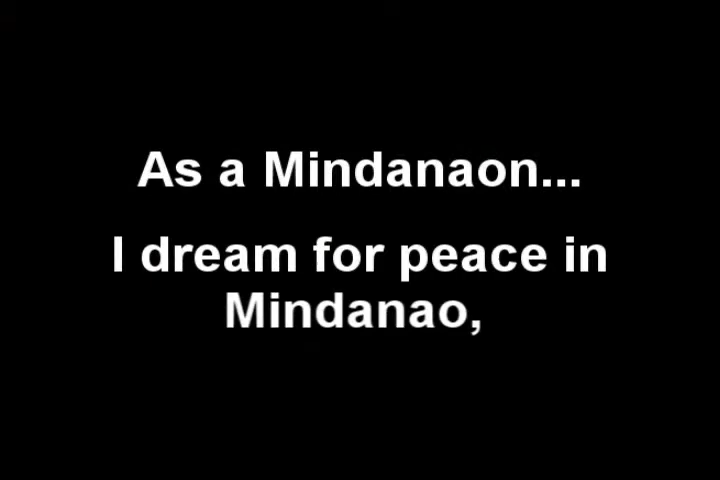 As a Mindanaon...
I dream for peace in
Mindanao,